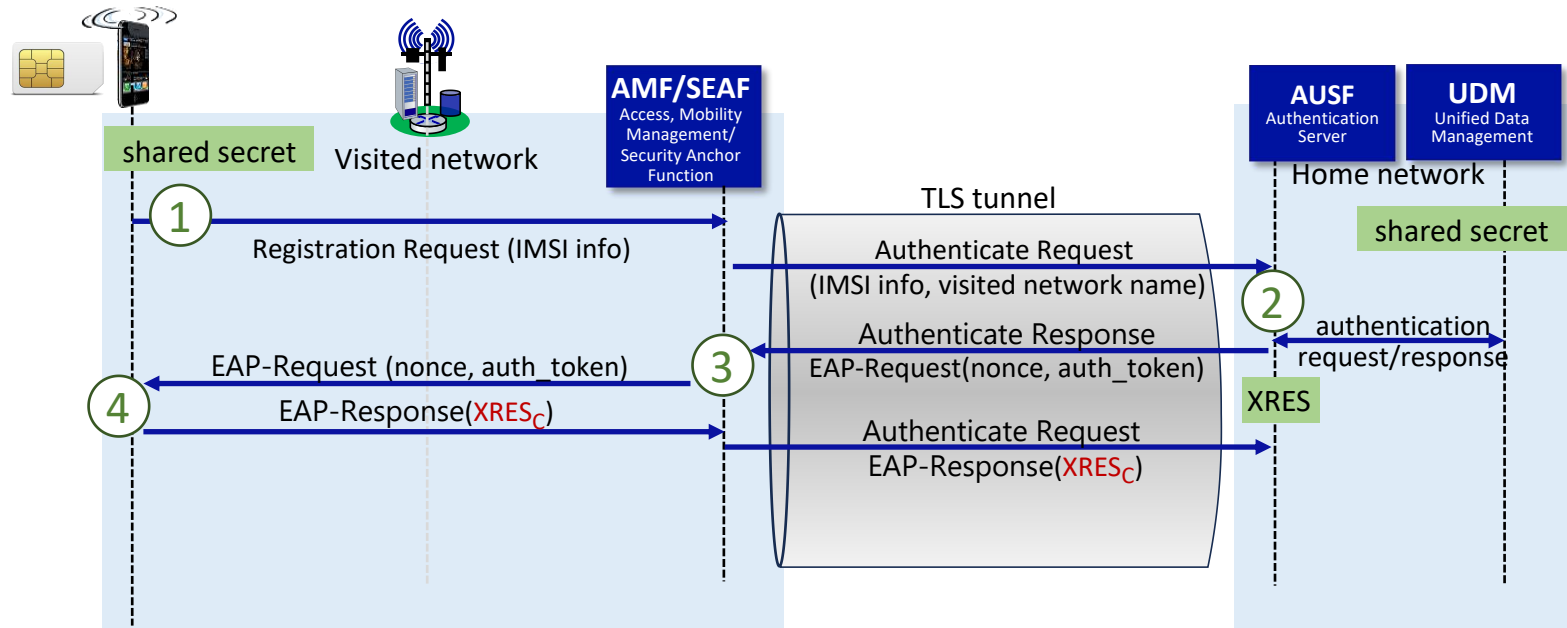 AMF/SEAF
Access, Mobility
Management/
Security Anchor
Function
AUSF
Authentication
Server
UDM
Unified Data
Management
shared secret
Visited network
Home network
TLS tunnel
1
Registration Request (IMSI info)
shared secret
Authenticate Request
(IMSI info, visited network name)
2
authentication
request/response
Authenticate Response
EAP-Request(nonce, auth_token)
3
EAP-Request (nonce, auth_token)
4
EAP-Response(XRESC)
XRES
Authenticate Request
EAP-Response(XRESC)